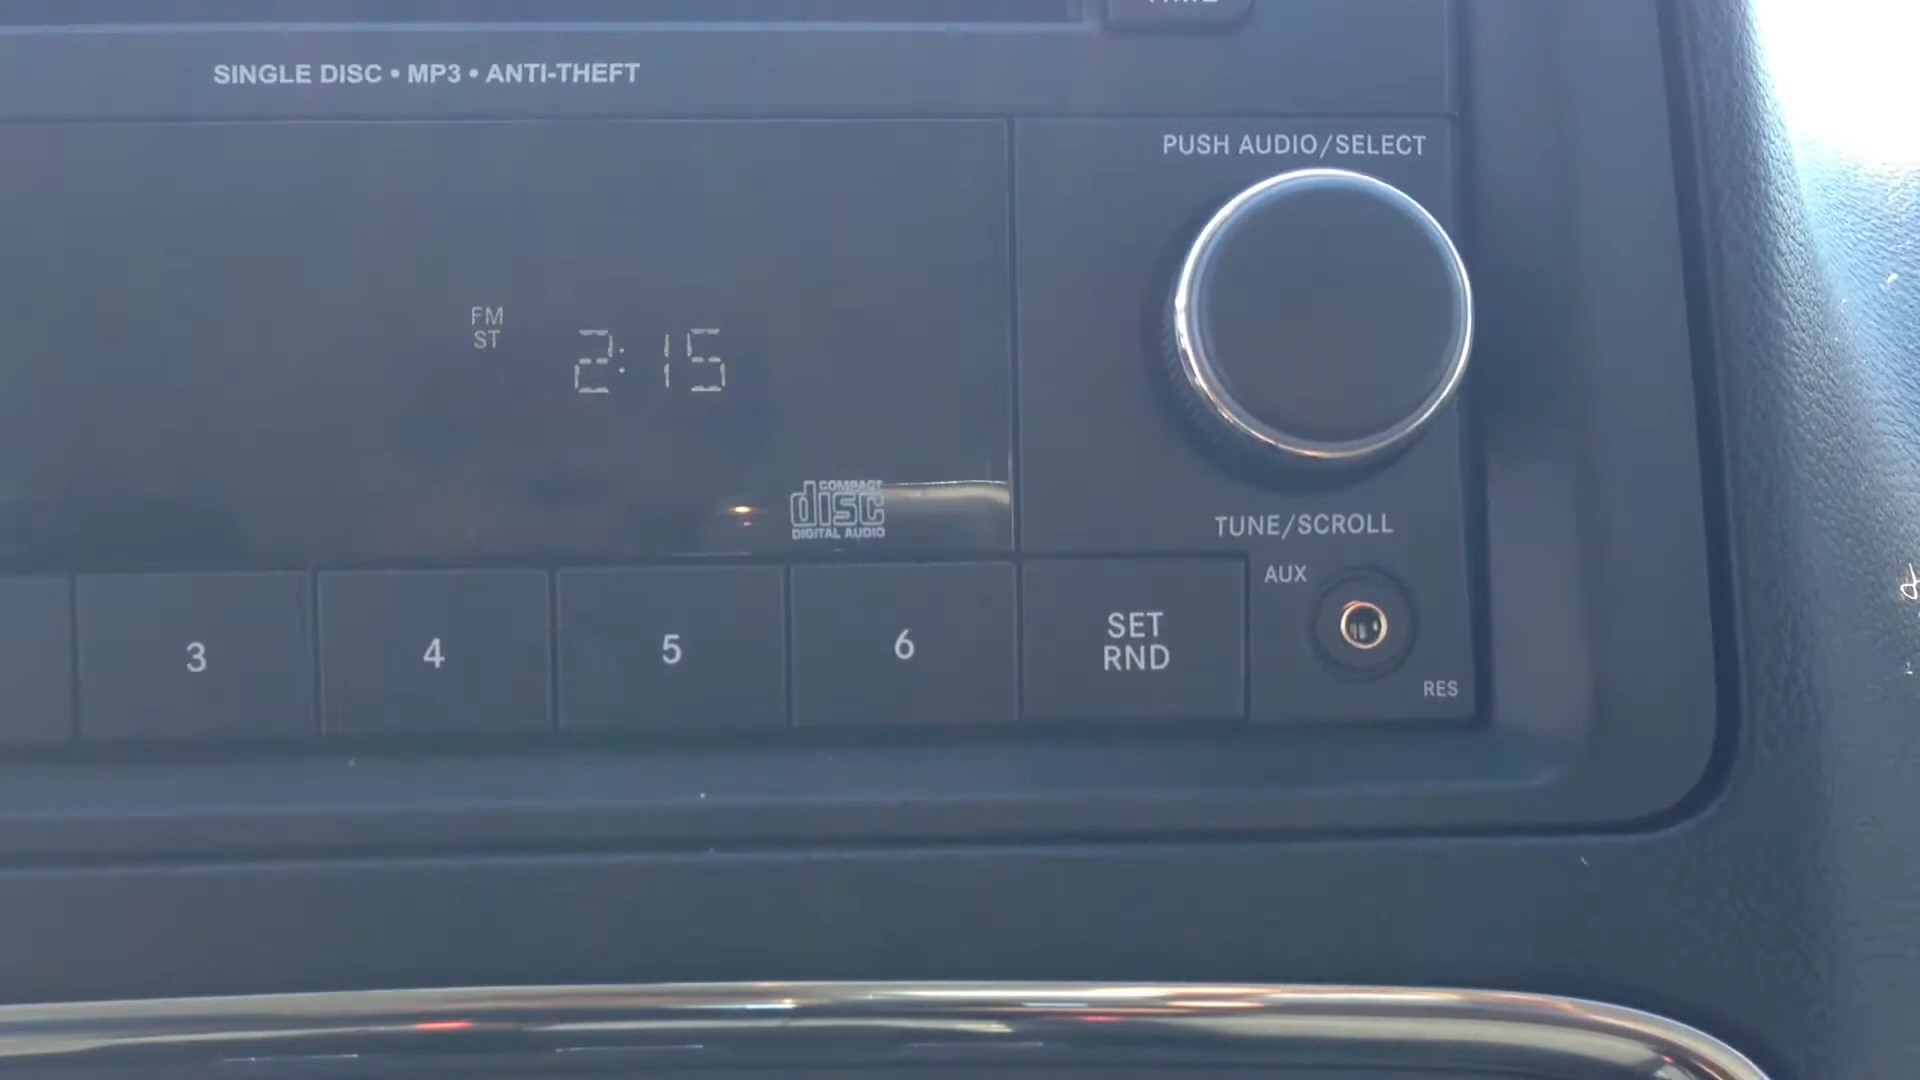 TIME
SINGLE DISC • MP3 • ANTI-THEFT
PUSH AUDIO/SELECT
FM
ST
2:15
COMPACT
disc
DIGITAL AUDIO
TUNE/SCROLL
AUX
3
4
5
6
SET
RND
RES